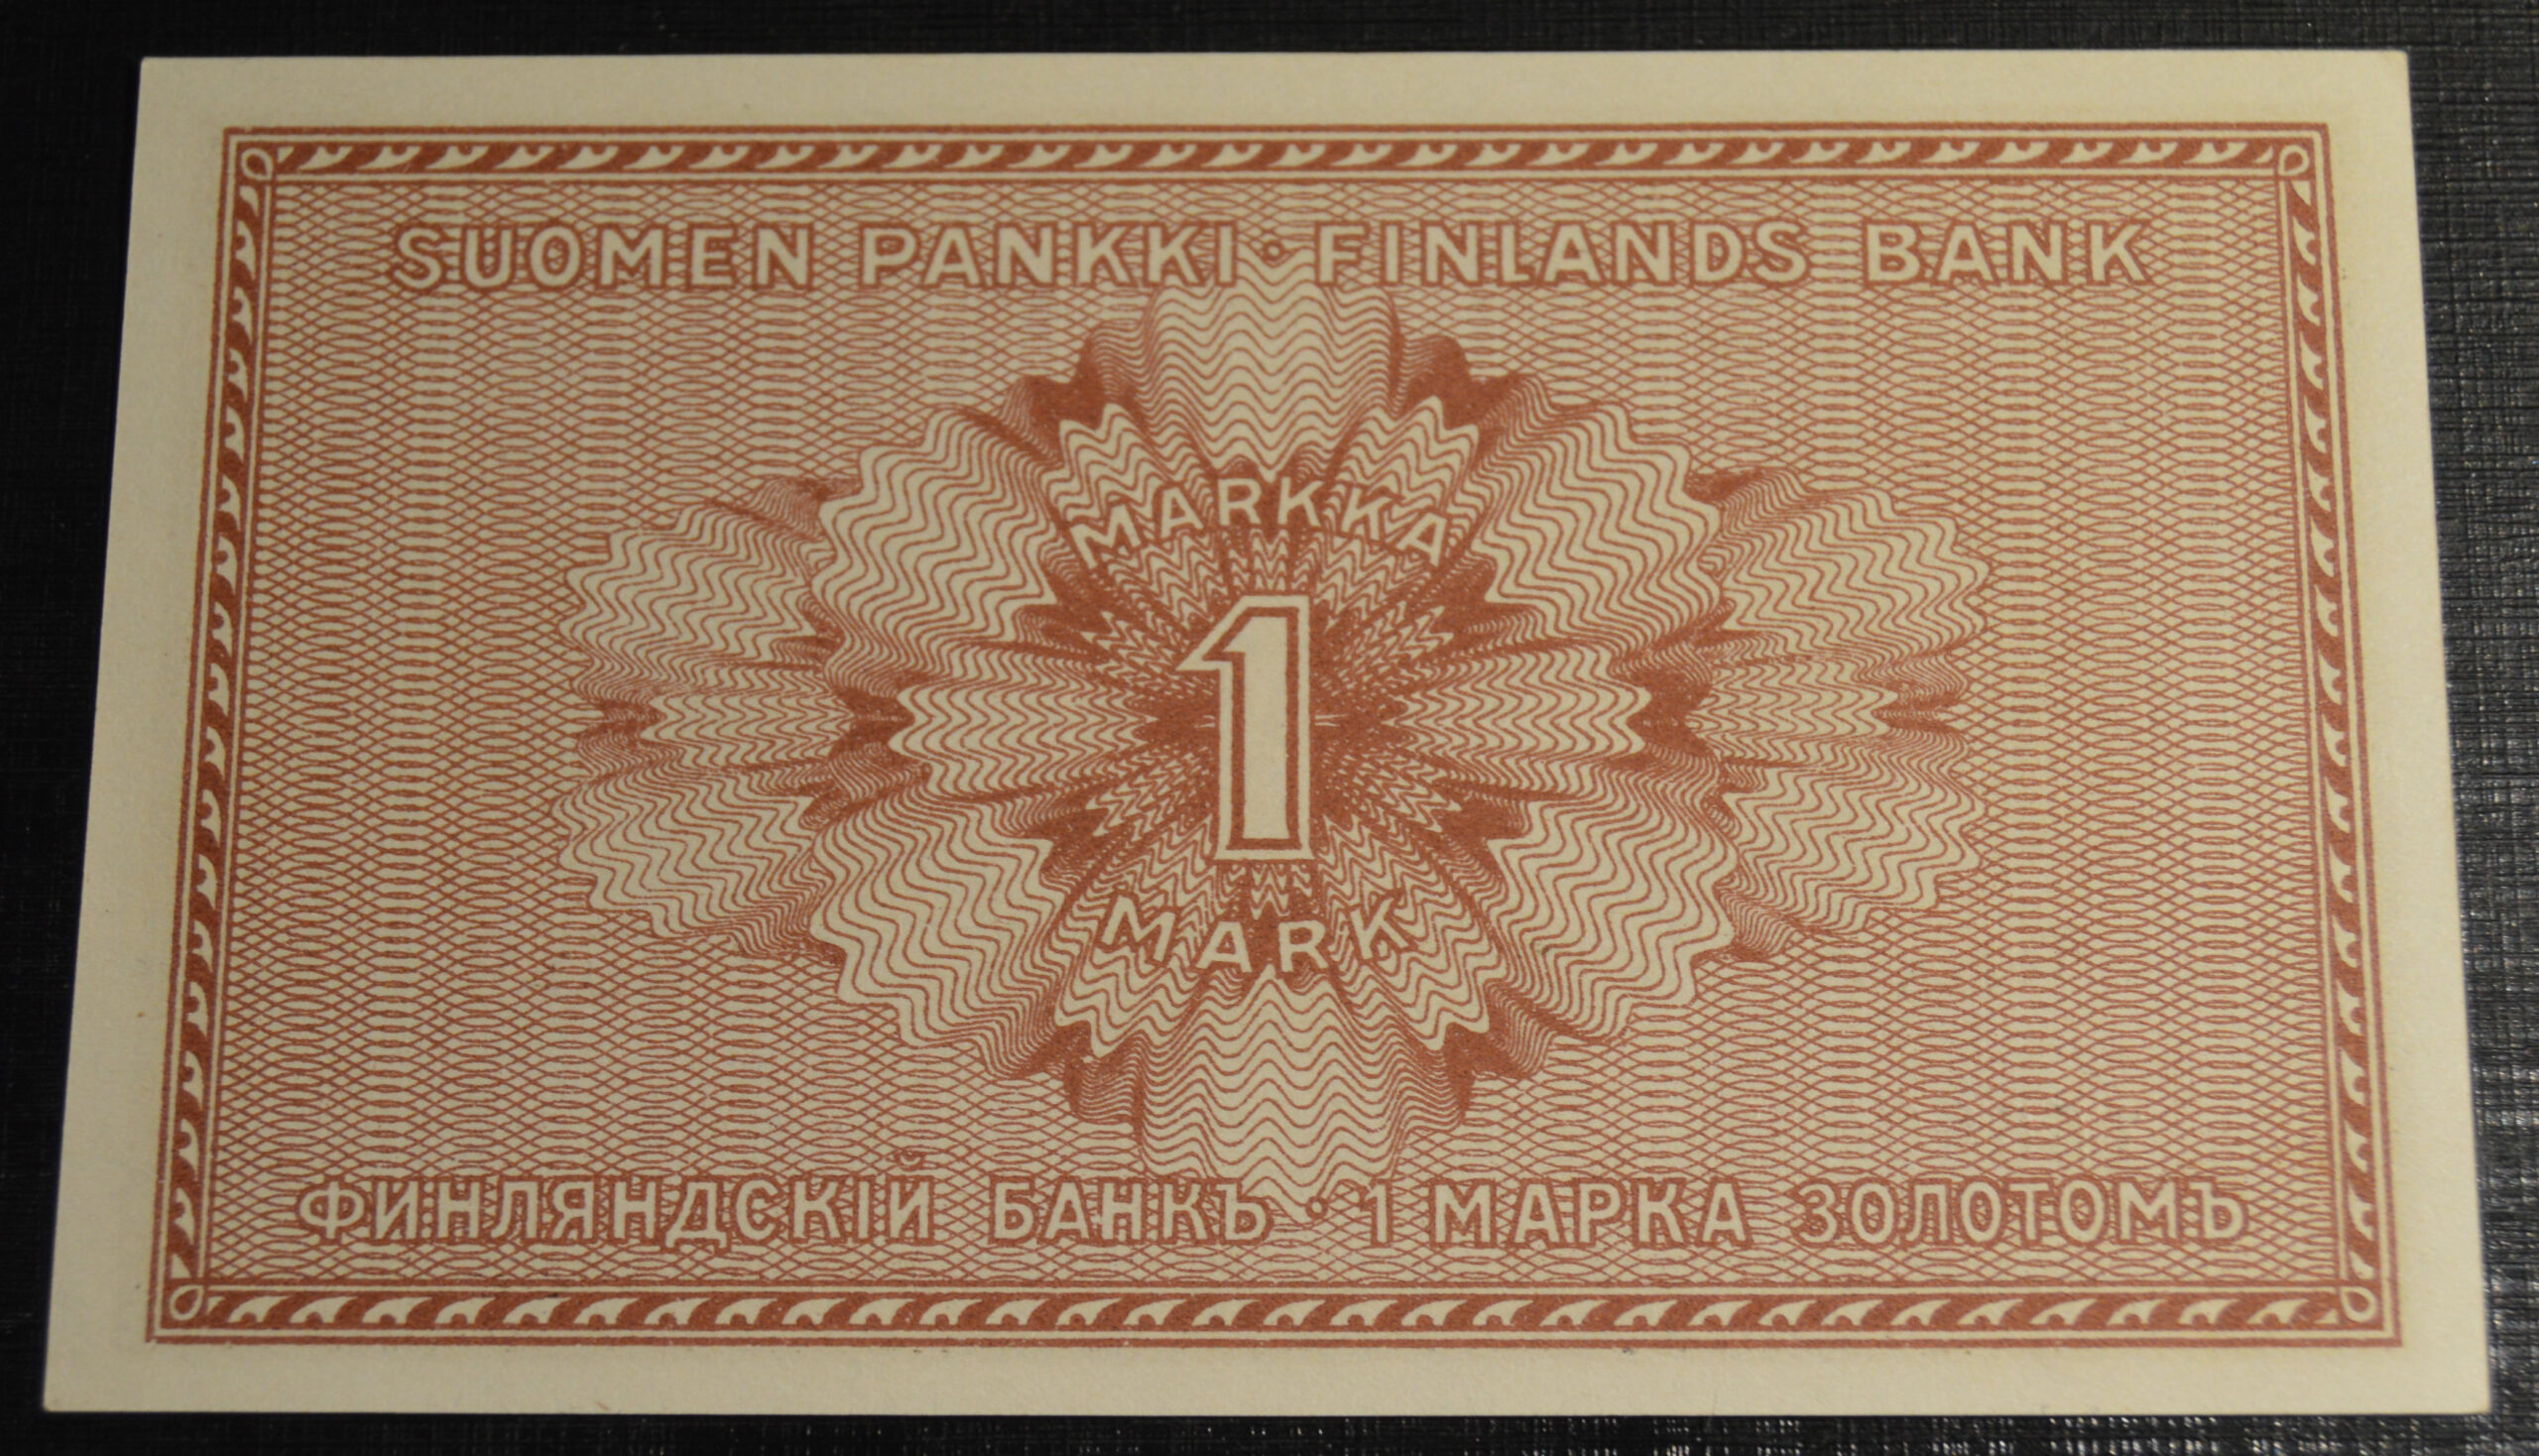 SUOMEN PANKKI · FINLANDS BANK
MARKKA
1
MARK
ФИНЛЯНДСКІЙ БАНКЪ · 1 МАРКА ЗОЛОТОМЪ